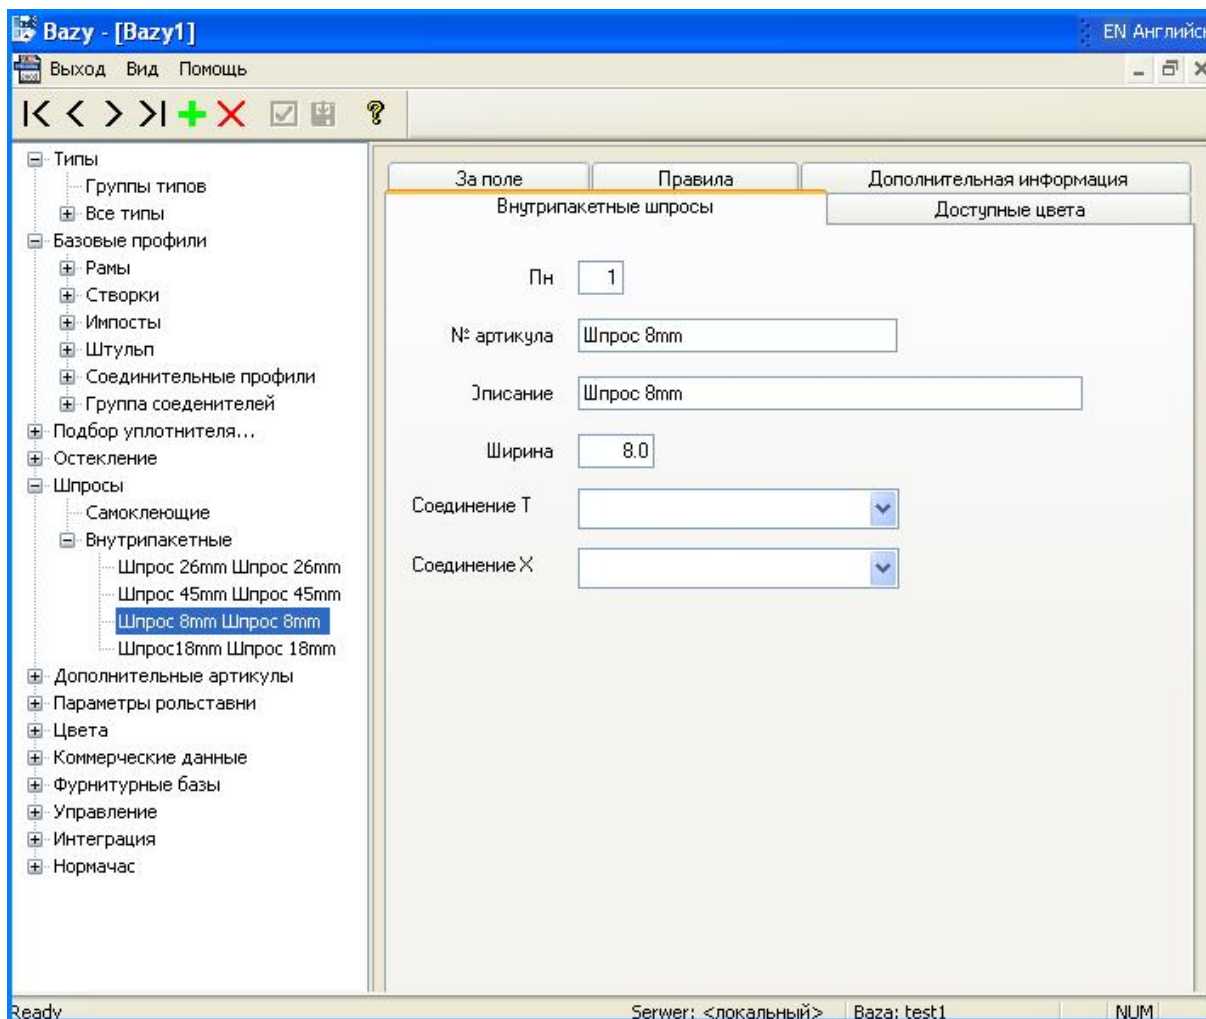 Bazy - [Bazy1]
EN Английск
Выход Вид Помощь
Типы
Группы типов
Все типы
Базовые профили
Рамы
Створки
Импосты
Штульп
Соединительные профили
Группа соеденителей
Подбор уплотнителя...
Остекление
Шпросы
Самоклеющие
Внутрипакетные
Шпрос 26mm Шпрос 26mm
Шпрос 45mm Шпрос 45mm
Шпрос 8mm Шпрос 8mm
Шпрос18mm Шпрос 18mm
Дополнительные артикулы
Параметры рольставни
Цвета
Коммерческие данные
Фурнитурные базы
Управление
Интеграция
Нормачас
За поле Правила Дополнительная информация
Внутрипакетные шпросы Доступные цвета
Пн 1
№ артикула Шпрос 8mm
Описание Шпрос 8mm
Ширина 8.0
Соединение Т
Соединение Х
Ready Serwer: <локальный> Baza: test1 NUM